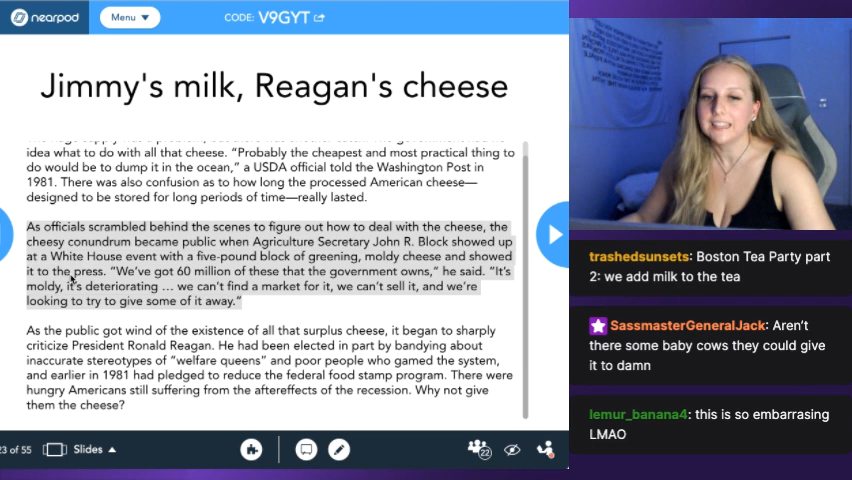 nearpod
Menu
CODE: V9GYT
Jimmy's milk, Reagan's cheese
idea what to do with all that cheese. “Probably the cheapest and most practical thing to
do would be to dump it in the ocean,” a USDA official told the Washington Post in
1981. There was also confusion as to how long the processed American cheese—
designed to be stored for long periods of time—really lasted.
As officials scrambled behind the scenes to figure out how to deal with the cheese, the
cheesy conundrum became public when Agriculture Secretary John R. Block showed up
at a White House event with a five-pound block of greening, moldy cheese and showed
it to the press. “We've got 60 million of these that the government owns,” he said. “It's
moldy, it's deteriorating … we can't find a market for it, we can't sell it, and we're
looking to try to give some of it away.”
As the public got wind of the existence of all that surplus cheese, it began to sharply
criticize President Ronald Reagan. He had been elected in part by bandying about
inaccurate stereotypes of “welfare queens” and poor people who gamed the system,
and earlier in 1981 had pledged to reduce the federal food stamp program. There were
hungry Americans still suffering from the aftereffects of the recession. Why not give
them the cheese?
23 of 55
Slides
22
trashedsunsets: Boston Tea Party part
2: we add milk to the tea
SassmasterGeneralJack: Aren't
there some baby cows they could give
it to damn
lemur_banana4: this is so embarrasing
LMAO